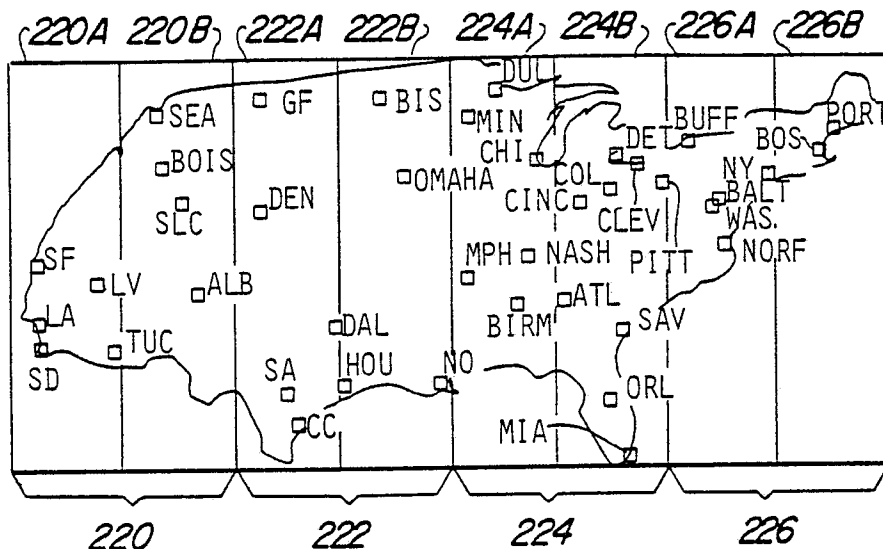 220A 220B 222A 222B 224A 224B 226A 226B
DUL
SEA GF BIS MIN BUFF PORT
CHI DET BOS
BOIS OMAHA COL NY
SLC DEN CINC CLEV BALT
WAS.
SF MPH NASH PITT NORF
LV ALB
LA DAL BIRM ATL SAV
TUC
SD SA HOU NO ORL
CC MIA
220 222 224 226